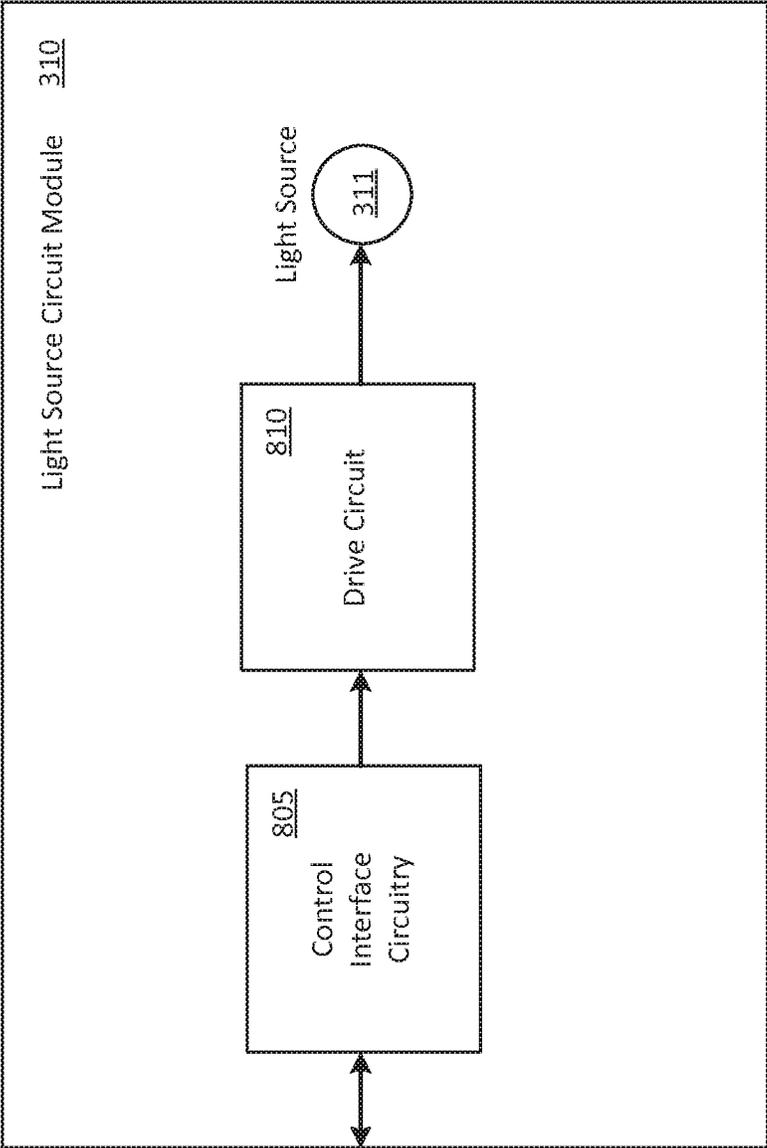 Light Source Circuit Module 310
Control
Interface
Circuitry
805
Drive Circuit
810
Light Source
311